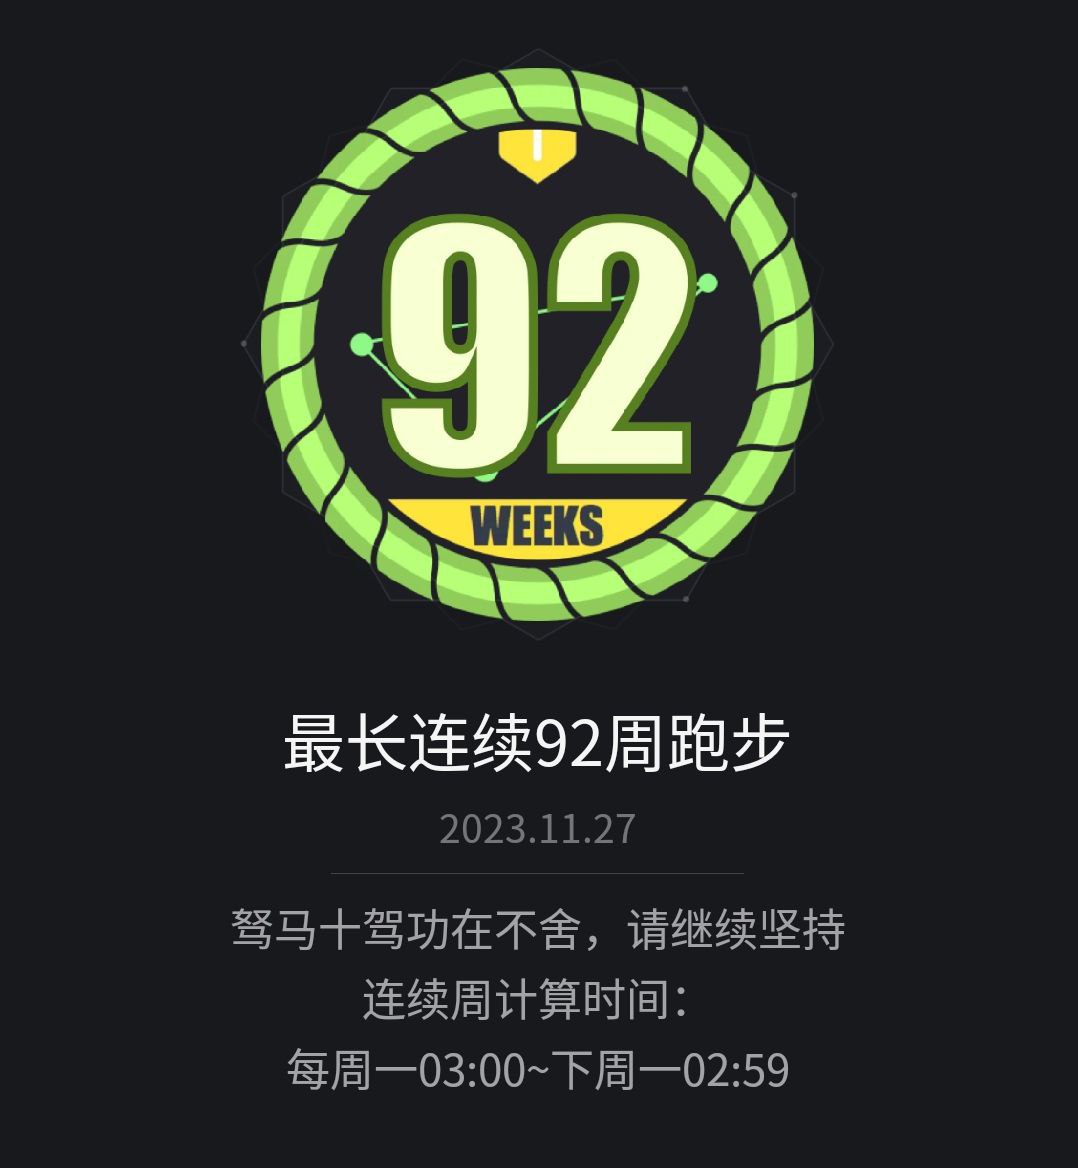 92
WEEKS
最长连续92周跑步
2023.11.27
驽马十驾功在不舍，请继续坚持
连续周计算时间：
每周一03:00~下周一02:59